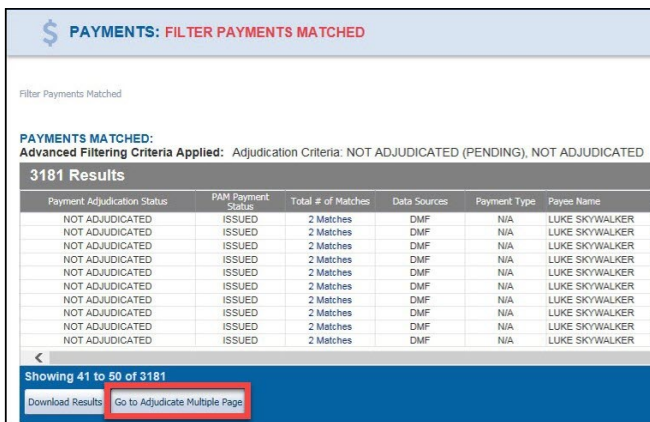 $ PAYMENTS: FILTER PAYMENTS MATCHED
Filter Payments Matched
PAYMENTS MATCHED:
Advanced Filtering Criteria Applied: Adjudication Criteria: NOT ADJUDICATED (PENDING), NOT ADJUDICATED
3181 Results
Payment Adjudication Status PAM Payment Status Total # of Matches Data Sources Payment Type Payee Name
NOT ADJUDICATED ISSUED 2 Matches DMF N/A LUKE SKYWALKER
NOT ADJUDICATED ISSUED 2 Matches DMF N/A LUKE SKYWALKER
NOT ADJUDICATED ISSUED 2 Matches DMF N/A LUKE SKYWALKER
NOT ADJUDICATED ISSUED 2 Matches DMF N/A LUKE SKYWALKER
NOT ADJUDICATED ISSUED 2 Matches DMF N/A LUKE SKYWALKER
NOT ADJUDICATED ISSUED 2 Matches DMF N/A LUKE SKYWALKER
NOT ADJUDICATED ISSUED 2 Matches DMF N/A LUKE SKYWALKER
NOT ADJUDICATED ISSUED 2 Matches DMF N/A LUKE SKYWALKER
NOT ADJUDICATED ISSUED 2 Matches DMF N/A LUKE SKYWALKER
NOT ADJUDICATED ISSUED 2 Matches DMF N/A LUKE SKYWALKER
Showing 41 to 50 of 3181
Download Results Go to Adjudicate Multiple Page